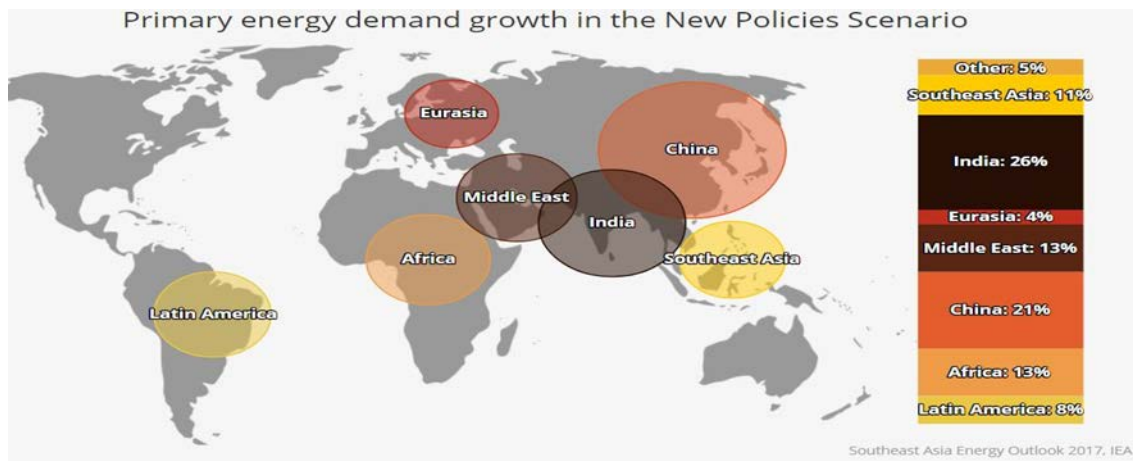 Primary energy demand growth in the New Policies Scenario
Eurasia
China
Middle East
India
Africa
Southeast Asia
Latin America
Other: 5%
Southeast Asia: 11%
India: 26%
Eurasia: 4%
Middle East: 13%
China: 21%
Africa: 13%
Latin America: 8%
Southeast Asia Energy Outlook 2017, IEA